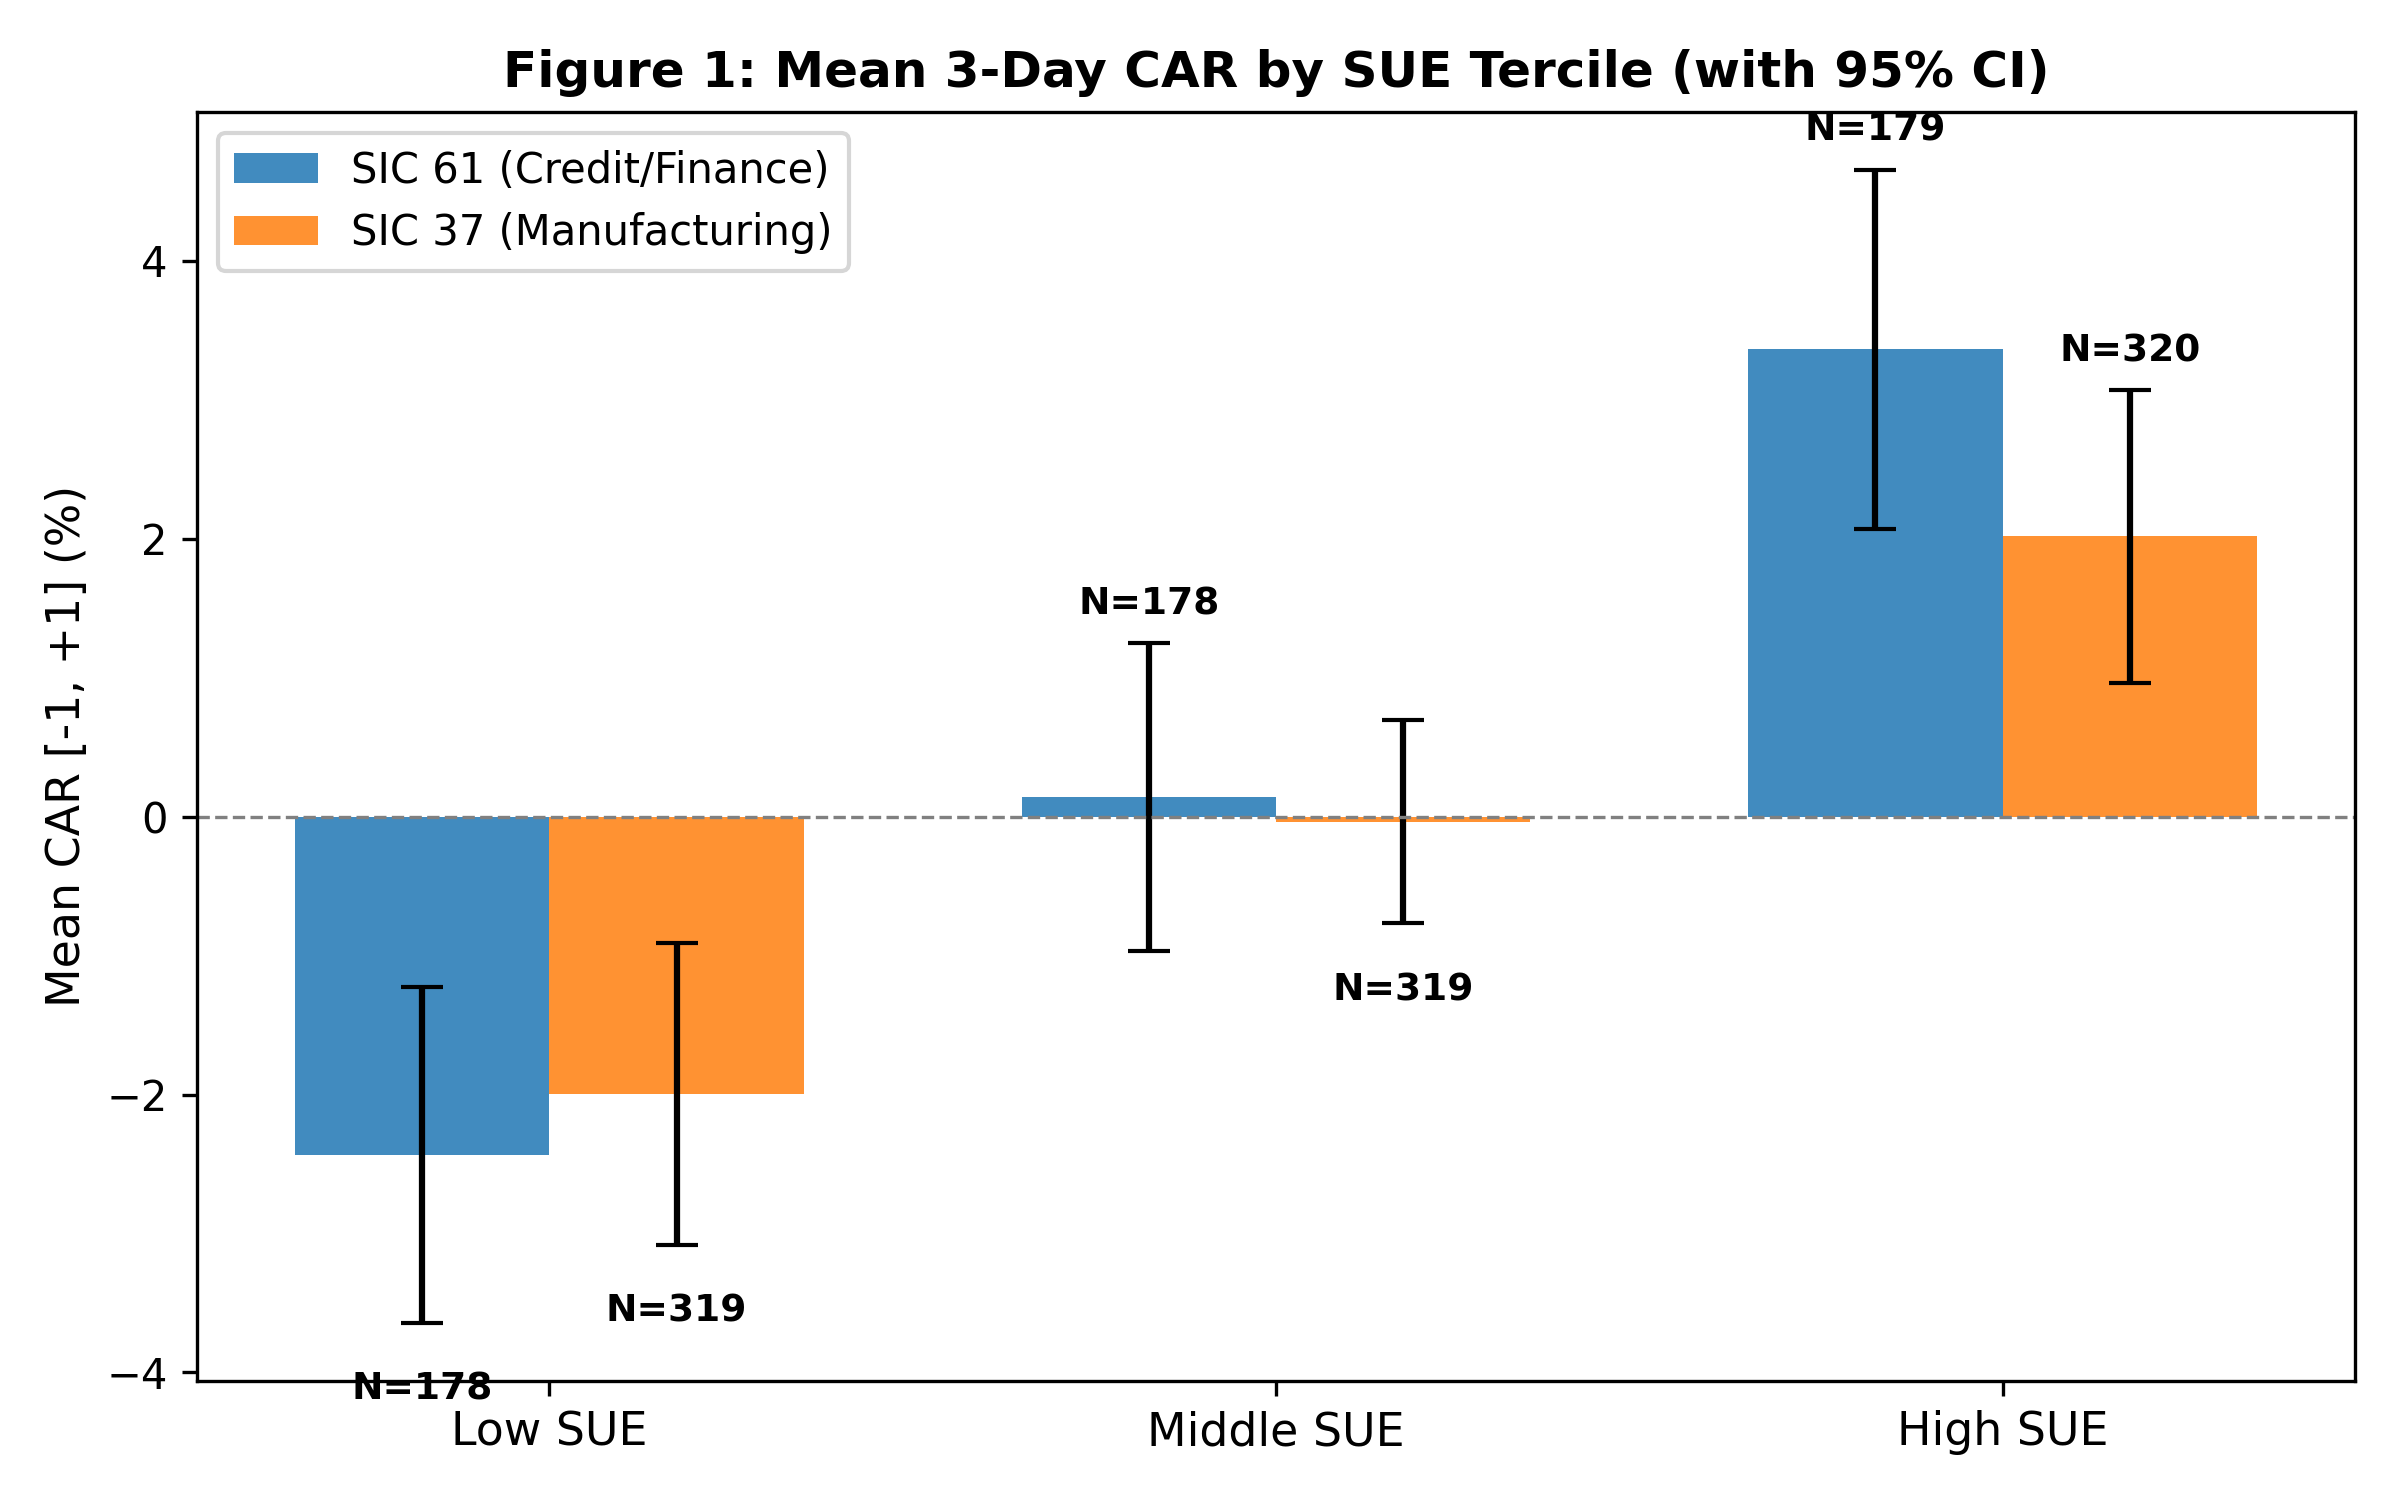 Figure 1: Mean 3-Day CAR by SUE Tercile (with 95% CI)
SIC 61 (Credit/Finance)
SIC 37 (Manufacturing)
Mean CAR [-1, +1] (%)
4
2
0
−2
−4
N=178
N=319
N=178
N=319
N=179
N=320
Low SUE
Middle SUE
High SUE